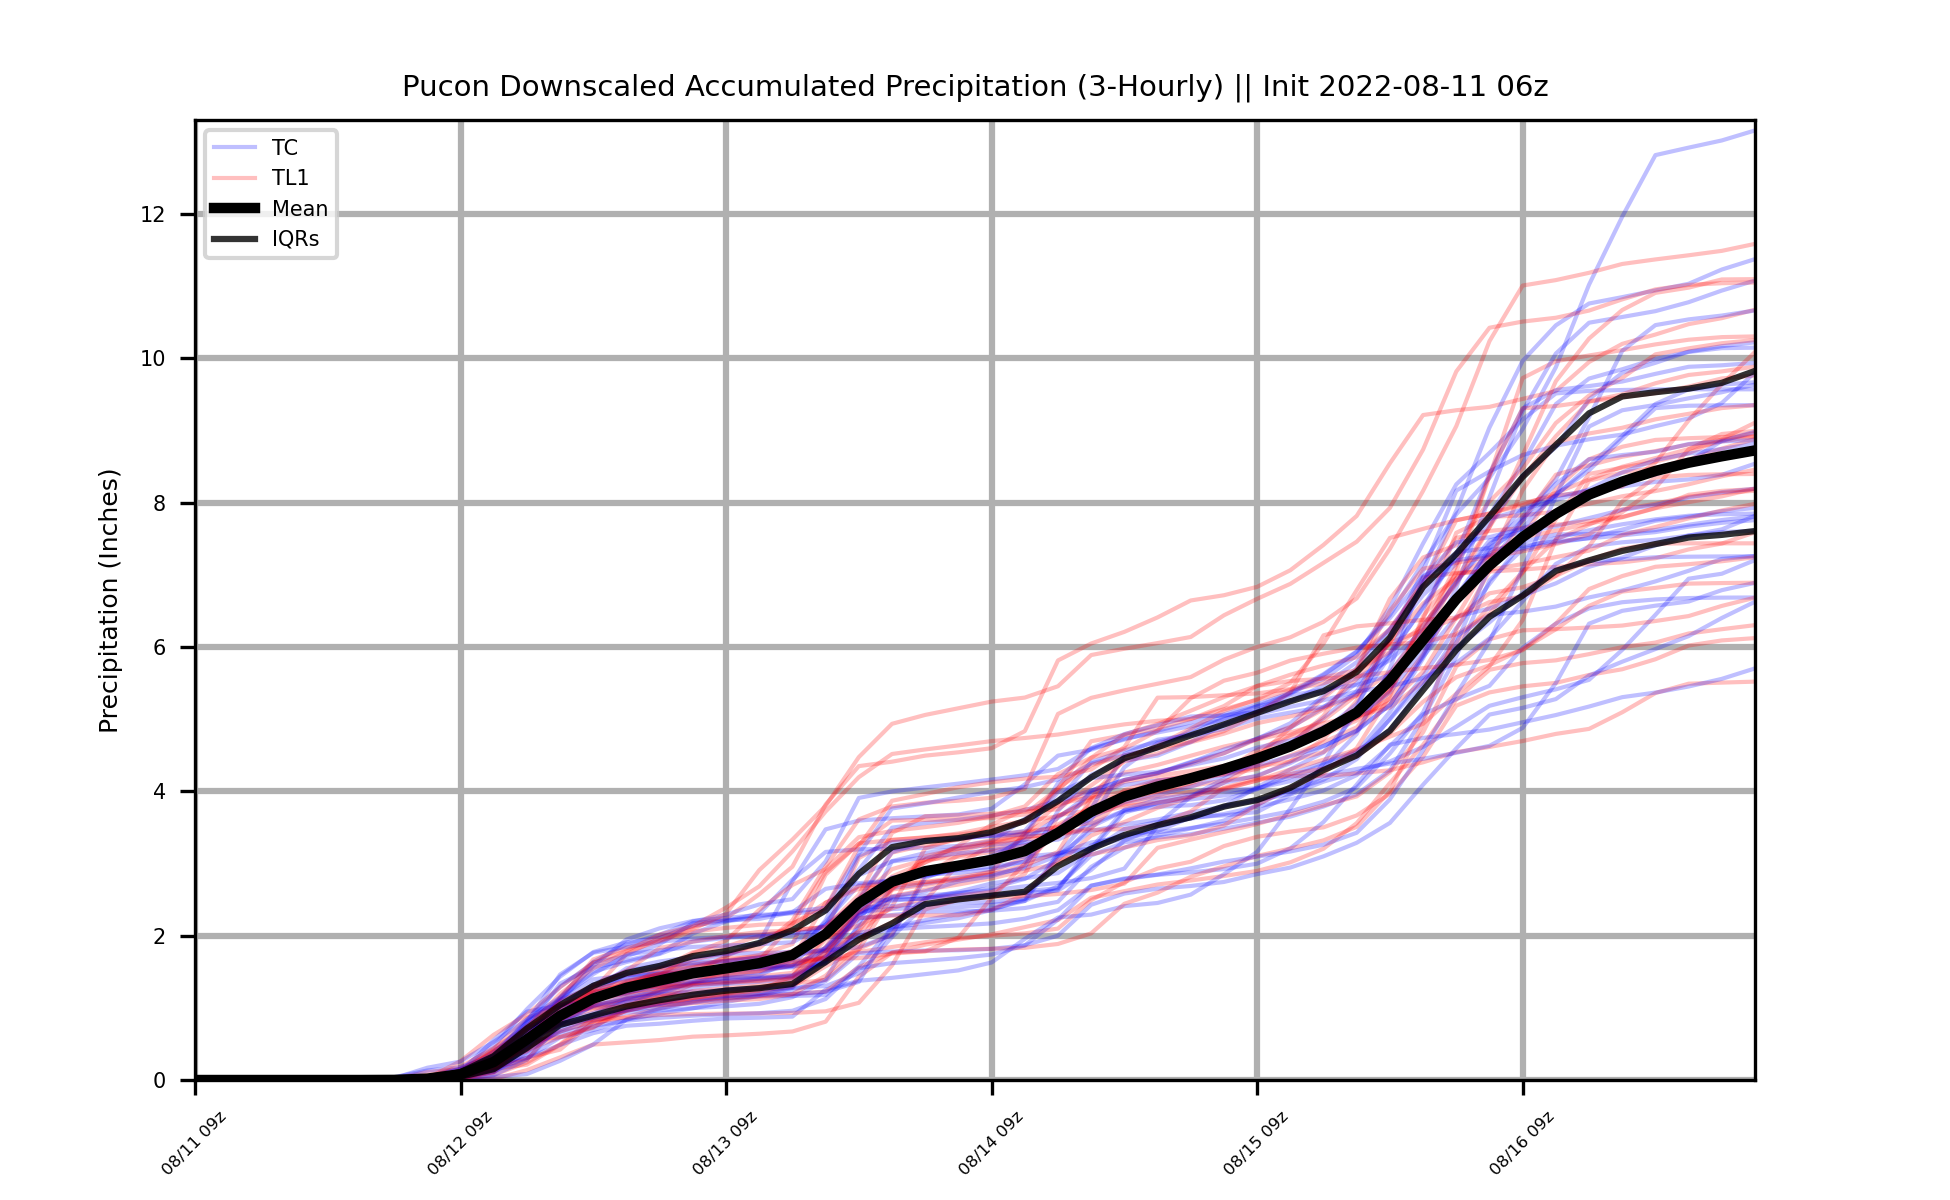 Pucon Downscaled Accumulated Precipitation (3-Hourly) || Init 2022-08-11 06z
TC
TL1
Mean
IQRs
Precipitation (Inches)
12
10
8
6
4
2
0
08/11 09z
08/12 09z
08/13 09z
08/14 09z
08/15 09z
08/16 09z